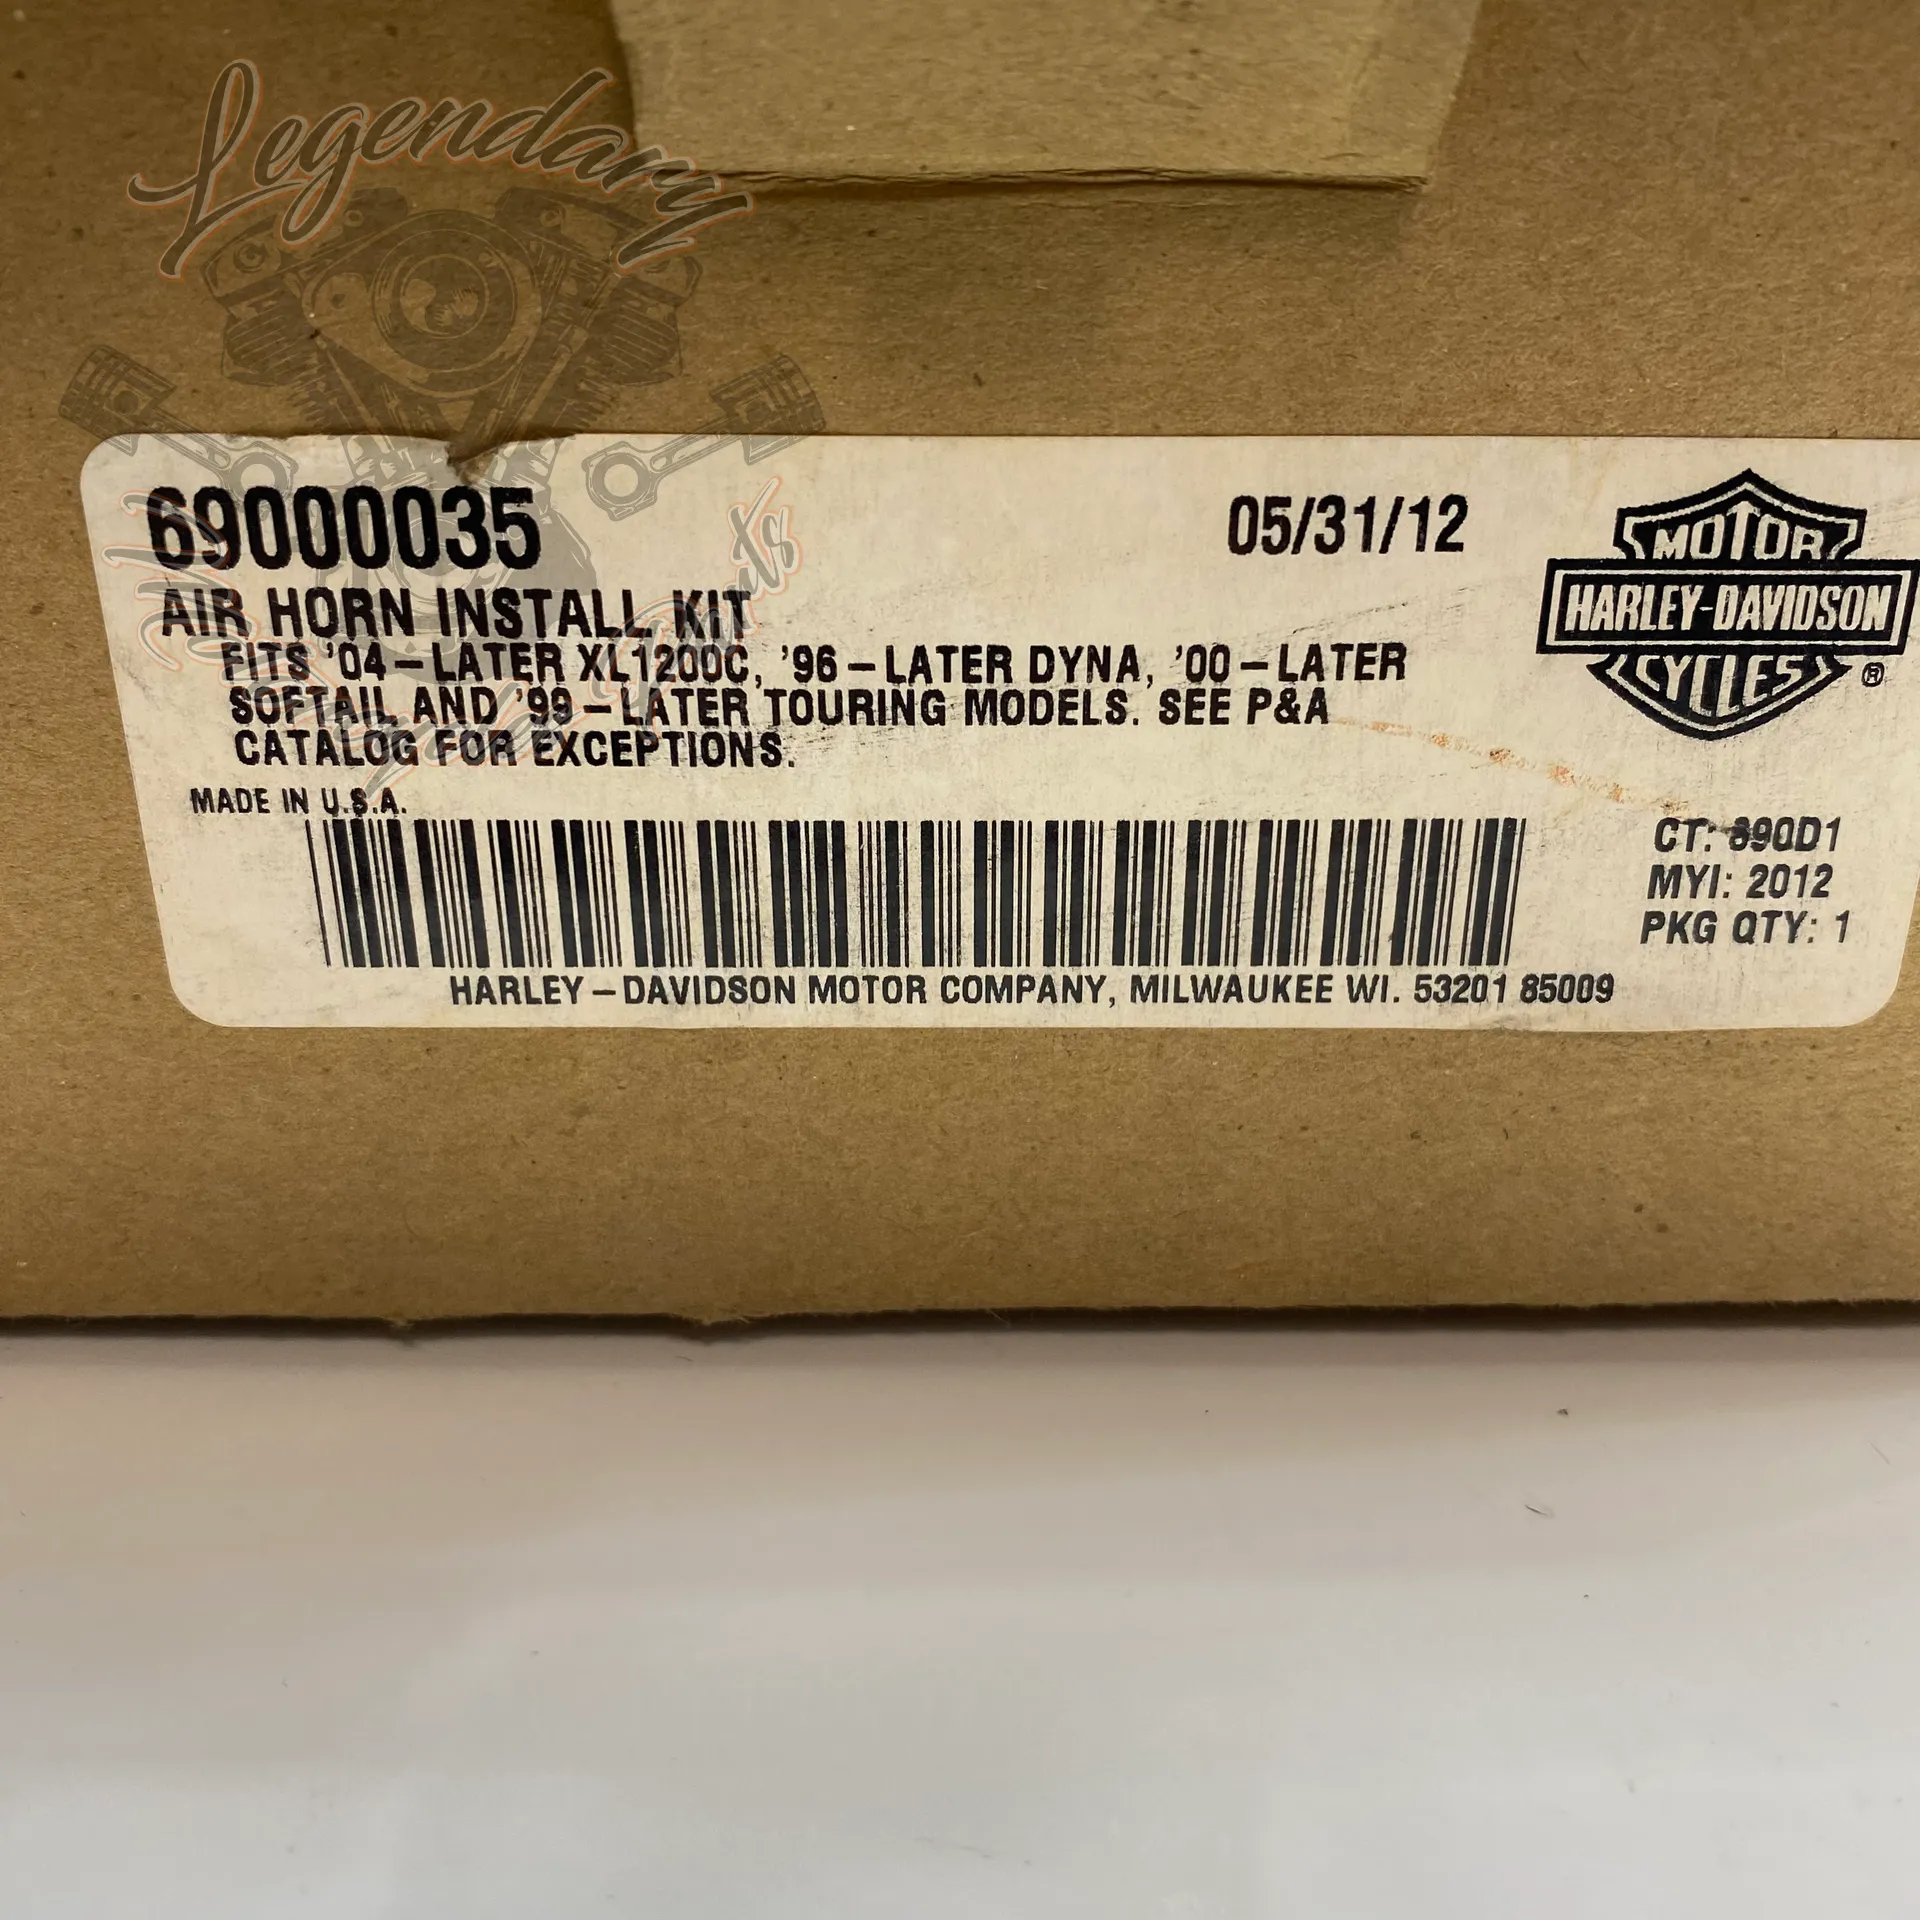 Legendary
69000035
05/31/12
AIR HORN INSTALL KIT
FITS '04–LATER XL1200C, '96–LATER DYNA, '00–LATER
SOFTAIL AND '99–LATER TOURING MODELS. SEE P&A
CATALOG FOR EXCEPTIONS.
MADE IN U.S.A.
MOTOR
HARLEY-DAVIDSON
CYCLES
®
CT: 890D1
MYI: 2012
PKG QTY: 1
HARLEY–DAVIDSON MOTOR COMPANY, MILWAUKEE WI. 53201 85009